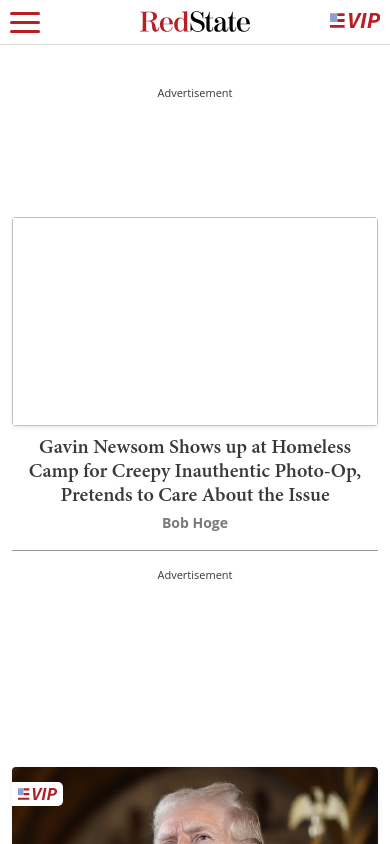 RedState
VIP
Advertisement
Gavin Newsom Shows up at Homeless
Camp for Creepy Inauthentic Photo-Op,
Pretends to Care About the Issue
Bob Hoge
Advertisement
VIP